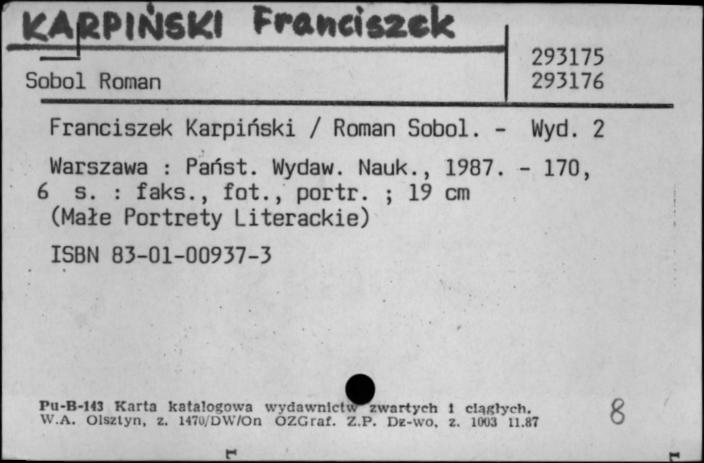 KARPIŃSKI Franciszek
293175
Sobol Roman 293176
Franciszek Karpiński / Roman Sobol. - Wyd. 2
Warszawa : Państ. Wydaw. Nauk., 1987. - 170,
6 s. : faks., fot., portr. ; 19 cm
(Małe Portrety Literackie)
ISBN 83-01-00937-3
Pu-B-143 Karta katalogowa wydawnictw zwartych i ciągłych.
W.A. Olsztyn, z. 1470/DW/On OZGraf. Z.P. Dz-wo, z. 1003 11.87
8